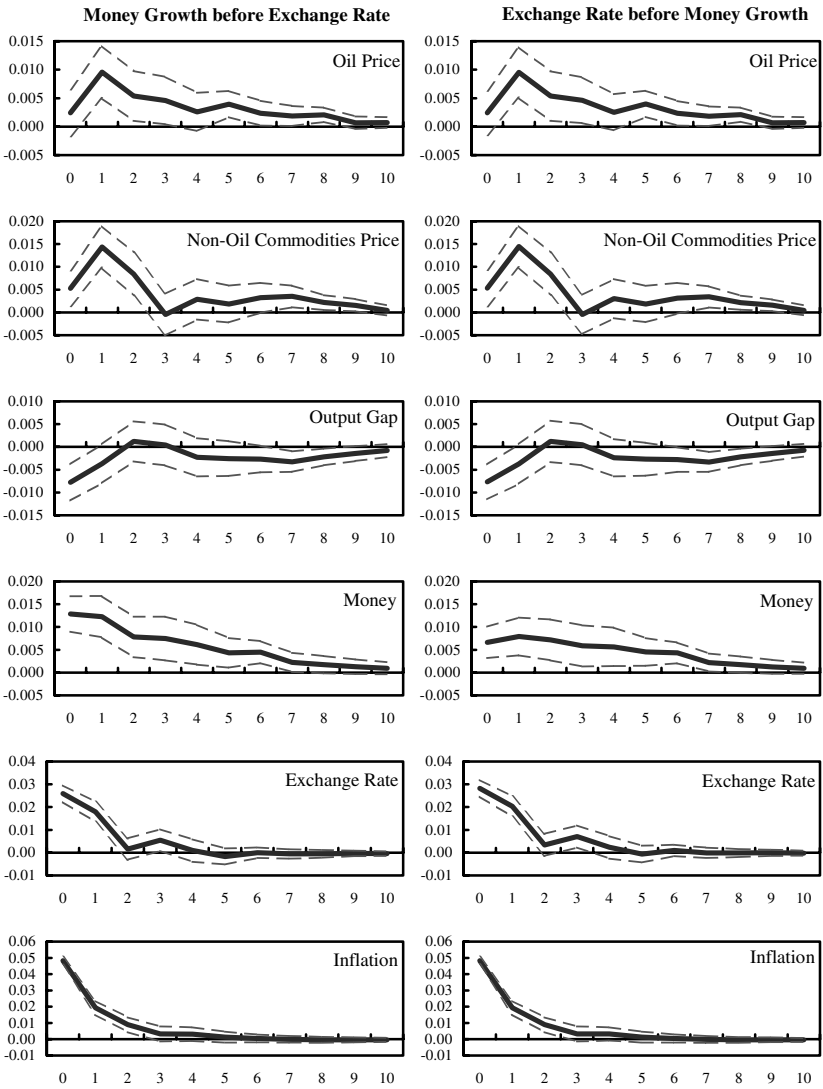 Money Growth before Exchange Rate
Exchange Rate before Money Growth
0.015
0.010
0.005
0.000
-0.005
Oil Price
0 1 2 3 4 5 6 7 8 9 10
0.015
0.010
0.005
0.000
-0.005
Oil Price
0 1 2 3 4 5 6 7 8 9 10
0.020
0.015
0.010
0.005
0.000
-0.005
Non-Oil Commodities Price
0 1 2 3 4 5 6 7 8 9 10
0.020
0.015
0.010
0.005
0.000
-0.005
Non-Oil Commodities Price
0 1 2 3 4 5 6 7 8 9 10
0.010
0.005
0.000
-0.005
-0.010
-0.015
Output Gap
0 1 2 3 4 5 6 7 8 9 10
0.010
0.005
0.000
-0.005
-0.010
-0.015
Output Gap
0 1 2 3 4 5 6 7 8 9 10
0.020
0.015
0.010
0.005
0.000
-0.005
Money
0 1 2 3 4 5 6 7 8 9 10
0.020
0.015
0.010
0.005
0.000
-0.005
Money
0 1 2 3 4 5 6 7 8 9 10
0.04
0.03
0.02
0.01
0.00
-0.01
Exchange Rate
0 1 2 3 4 5 6 7 8 9 10
0.04
0.03
0.02
0.01
0.00
-0.01
Exchange Rate
0 1 2 3 4 5 6 7 8 9 10
0.06
0.05
0.04
0.03
0.02
0.01
0.00
-0.01
Inflation
0 1 2 3 4 5 6 7 8 9 10
0.06
0.05
0.04
0.03
0.02
0.01
0.00
-0.01
Inflation
0 1 2 3 4 5 6 7 8 9 10